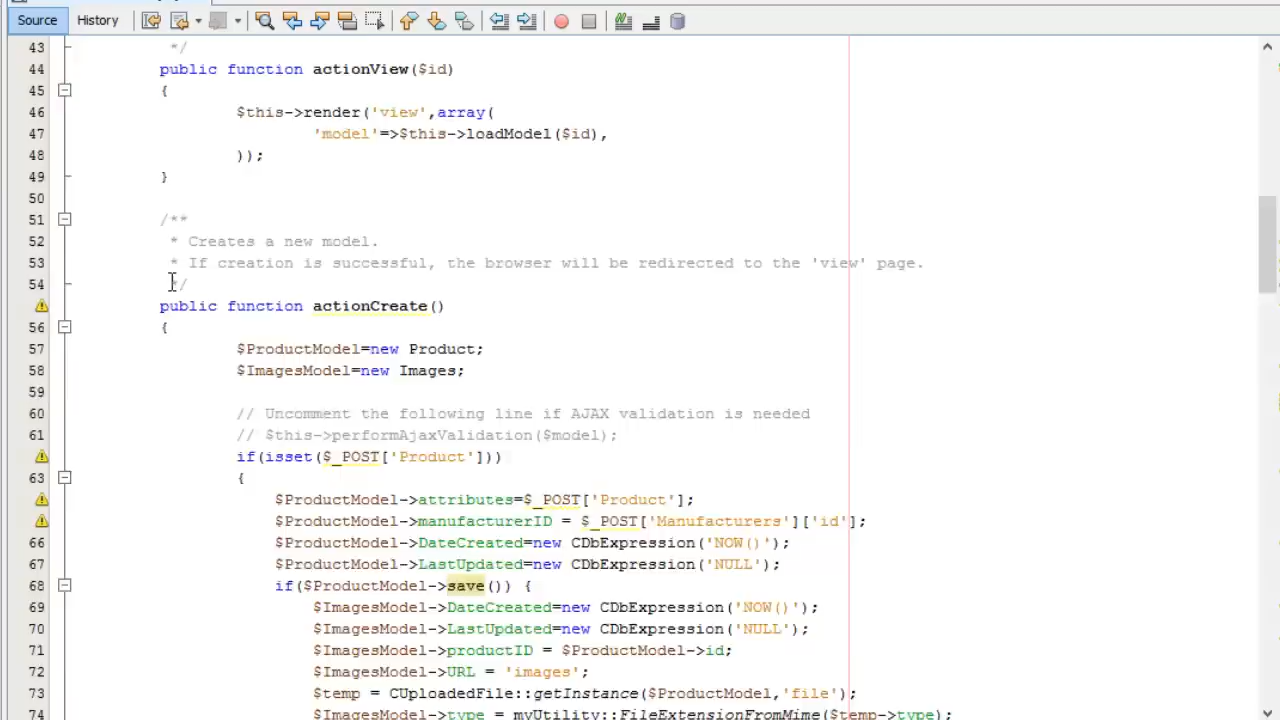 Source History
43 */
44 public function actionView($id)
45 {
46 $this->render('view',array(
47 'model'=>$this->loadModel($id),
48 ));
49 }
50
51 /**
52 * Creates a new model.
53 * If creation is successful, the browser will be redirected to the 'view' page.
54 */
public function actionCreate()
56 {
57 $ProductModel=new Product;
58 $ImagesModel=new Images;
59
60 // Uncomment the following line if AJAX validation is needed
61 // $this->performAjaxValidation($model);
if(isset($_POST['Product']))
63 {
$ProductModel->attributes=$_POST['Product'];
$ProductModel->manufacturerID = $_POST['Manufacturers']['id'];
66 $ProductModel->DateCreated=new CDbExpression('NOW()');
67 $ProductModel->LastUpdated=new CDbExpression('NULL');
68 if($ProductModel->save()) {
69 $ImagesModel->DateCreated=new CDbExpression('NOW()');
70 $ImagesModel->LastUpdated=new CDbExpression('NULL');
71 $ImagesModel->productID = $ProductModel->id;
72 $ImagesModel->URL = 'images';
73 $temp = CUploadedFile::getInstance($ProductModel,'file');
74 $ImagesModel->type = myUtility::FileExtensionFromMime($temp->type);